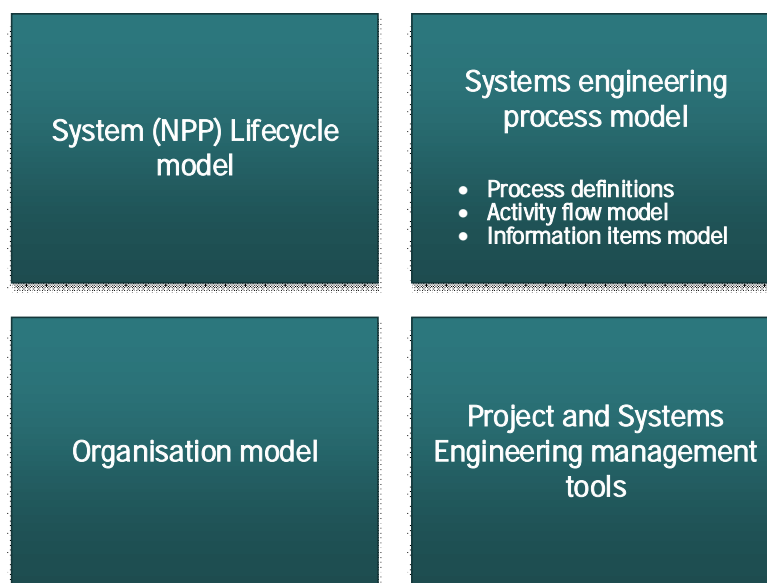 System (NPP) Lifecycle
model
Systems engineering
process model
• Process definitions
• Activity flow model
• Information items model
Organisation model
Project and Systems
Engineering management
tools